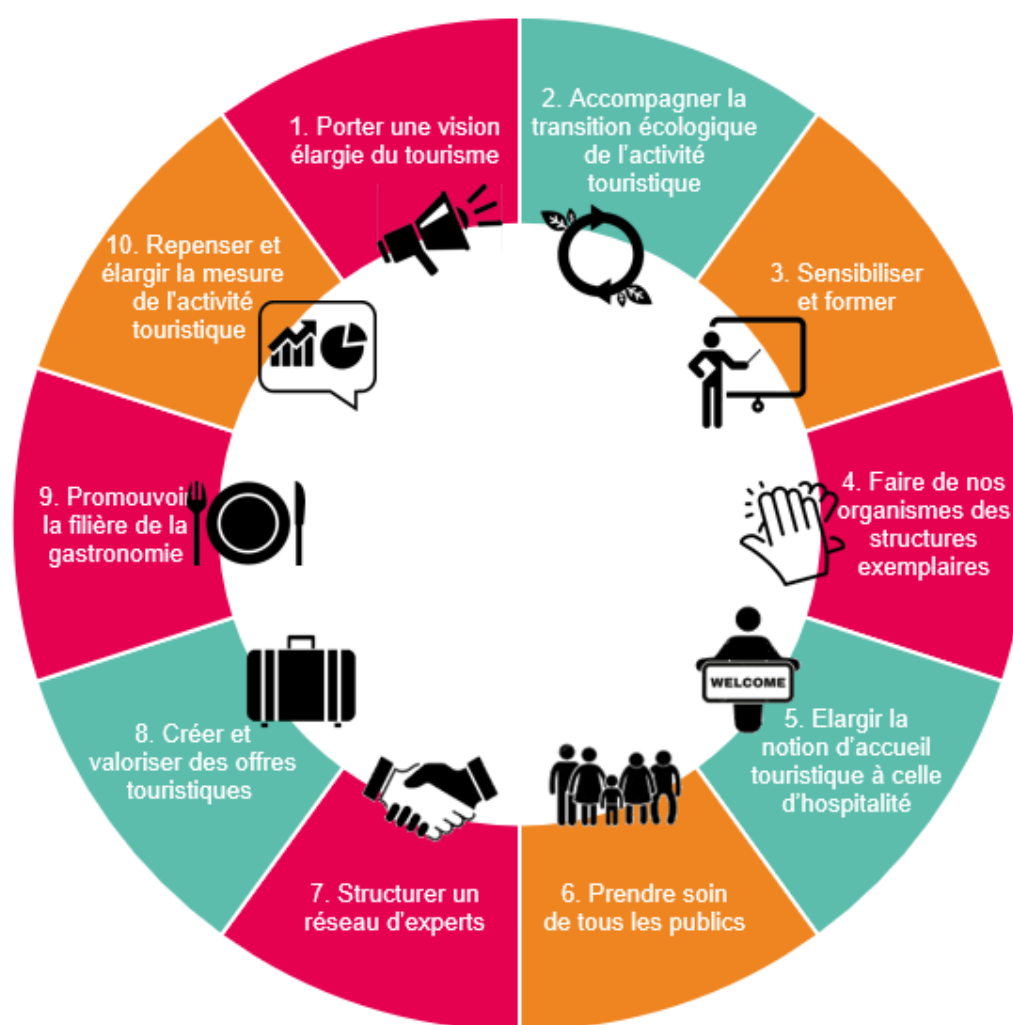 1. Porter une vision
élargie du tourisme
2. Accompagner la
transition écologique
de l'activité
touristique
3. Sensibiliser
et former
4. Faire de nos
organismes des
structures
exemplaires
WELCOME
5. Elargir la
notion d'accueil
touristique à celle
d'hospitalité
6. Prendre soin
de tous les publics
7. Structurer un
réseau d'experts
8. Créer et
valoriser des offres
touristiques
9. Promouvoir
la filière de la
gastronomie
10. Repenser et
élargir la mesure
de l'activité
touristique